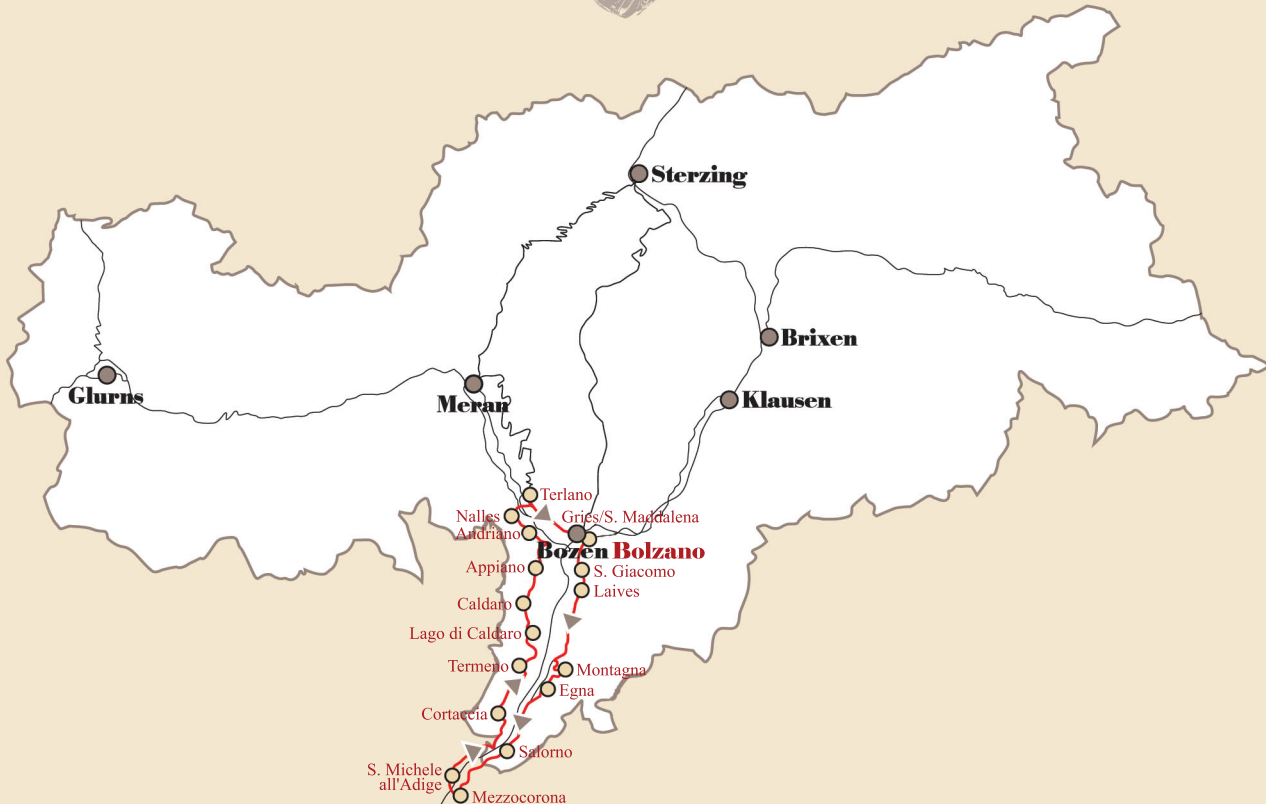 Sterzing
Brixen
Glurns
Meran
Klausen
Terlano
Nalles
Gries/S. Maddalena
Andriano
Bozen Bolzano
Appiano
S. Giacomo
Laives
Caldaro
Lago di Caldaro
Termeno
Montagna
Egna
Cortaccia
Salorno
S. Michele
all'Adige
Mezzocorona